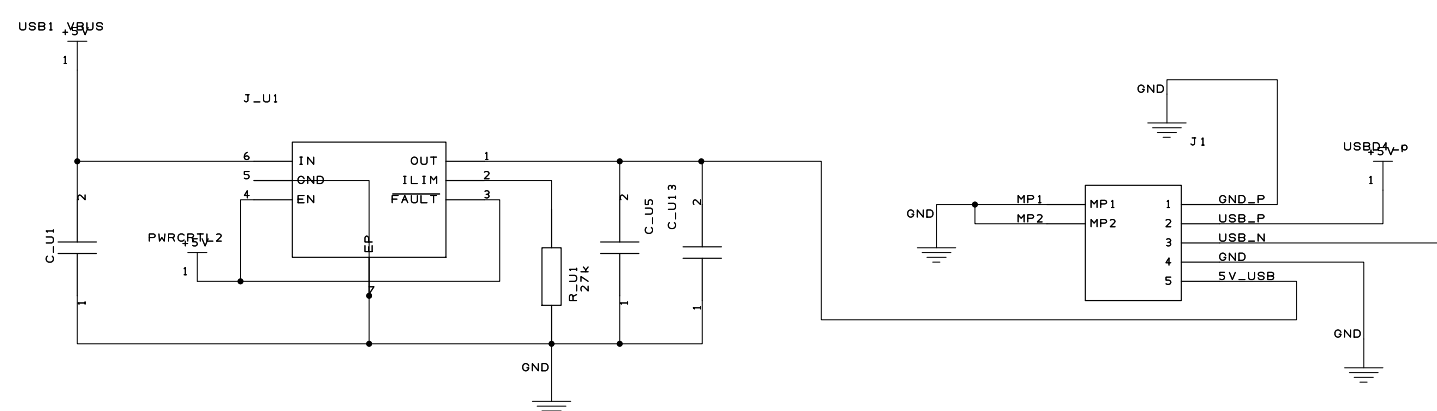 USB1_VBUS
+5V
1
J_U1
GND
J1
USBD4_p
+5V
1
6
IN
OUT
1
5
GND
ILIM
2
4
EN
FAULT
3
2
2
2
C_U5
C_U13
MP1
MP1
1
GND_P
GND
MP2
MP2
2
USB_P
3
USB_N
4
GND
5
5V_USB
PWRCRTL2
+5V
1
C_U1
EP
7
R_U1
27k
1
1
1
GND
GND